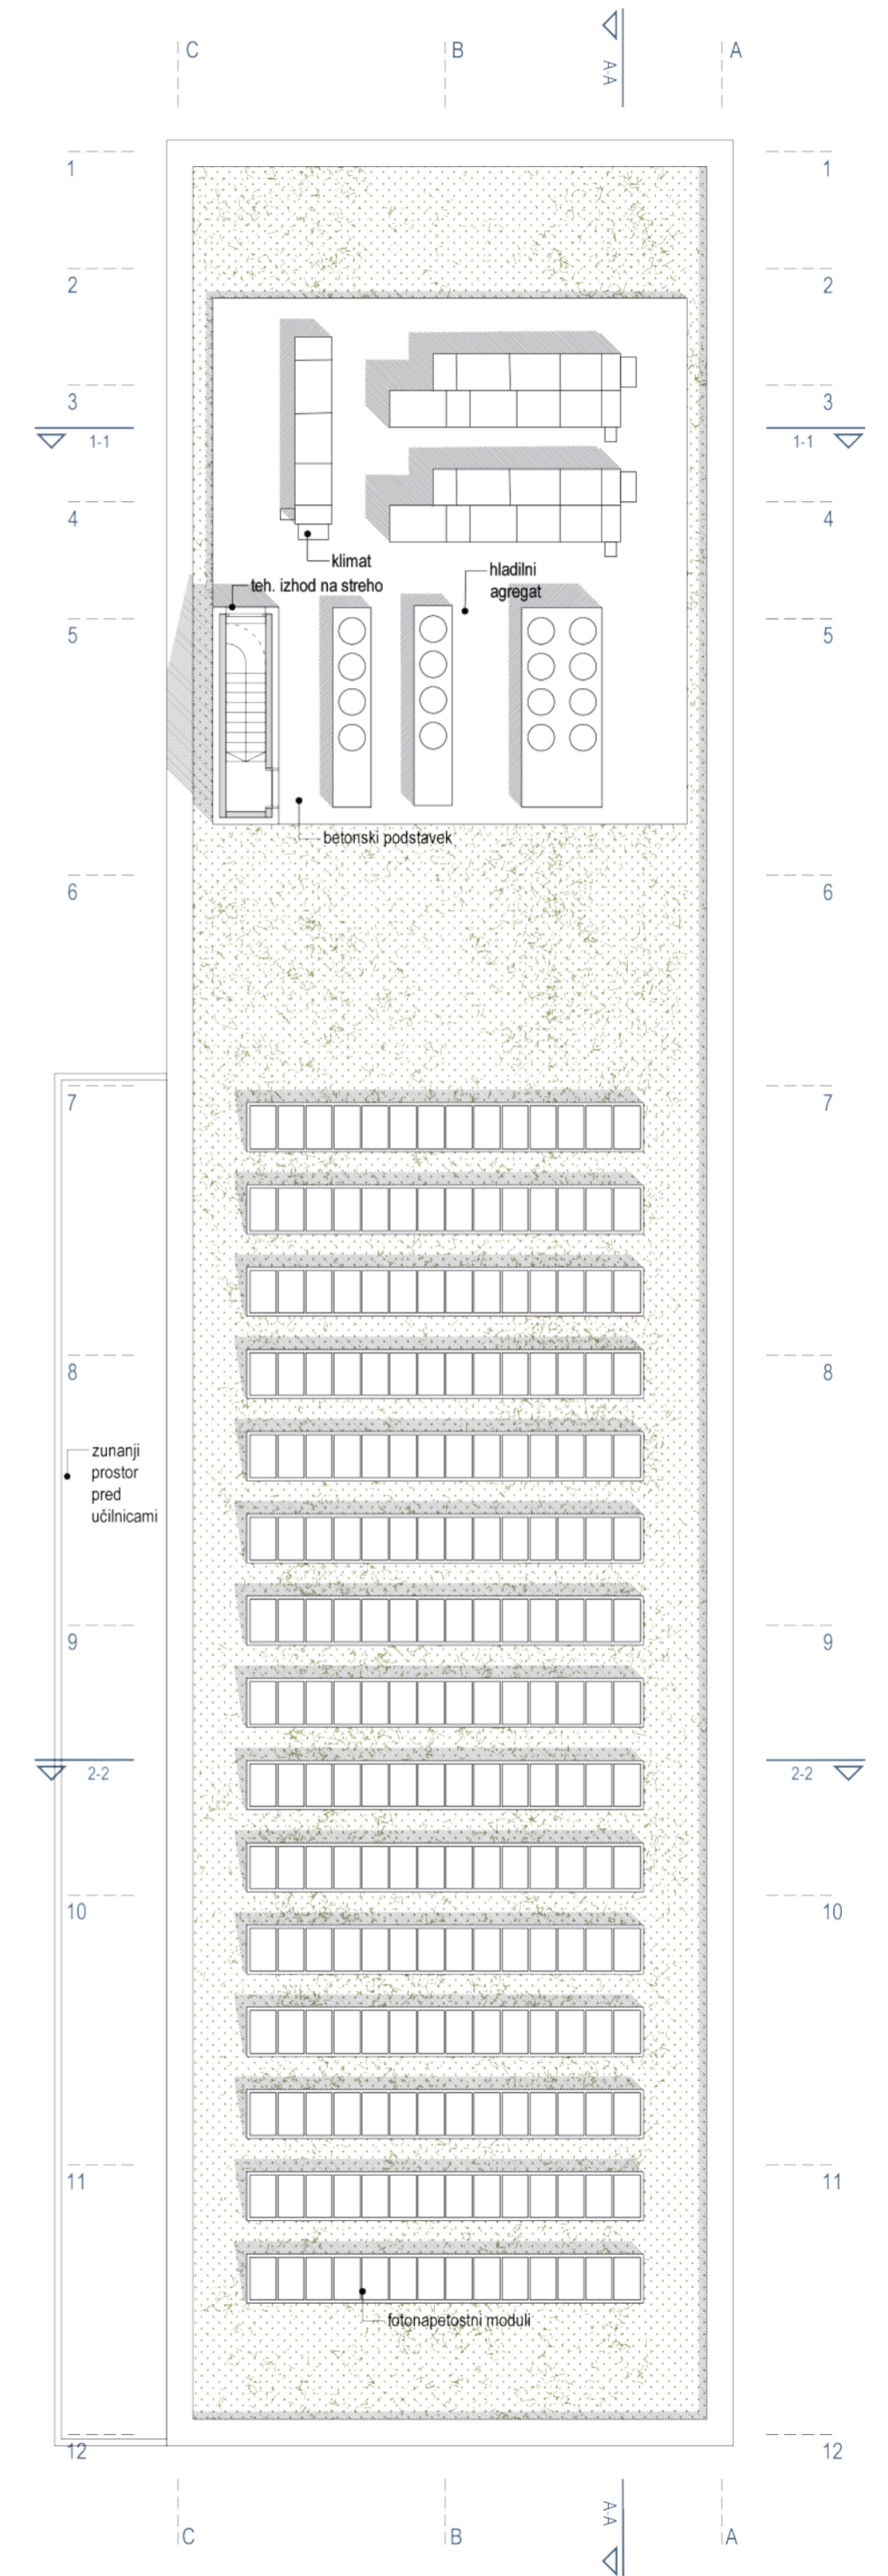 C B A-A A
1 1
2 2
3 3
1-1 1-1
4 4
klimat
hladilni
agregat
teh. izhod na streho
5 5
betonski podstavek
6 6
7 7
8 8
zunanji
prostor
pred
učilnicami
9 9
2-2 2-2
10 10
11 11
fotonapetostni moduli
12 12
C B A-A A